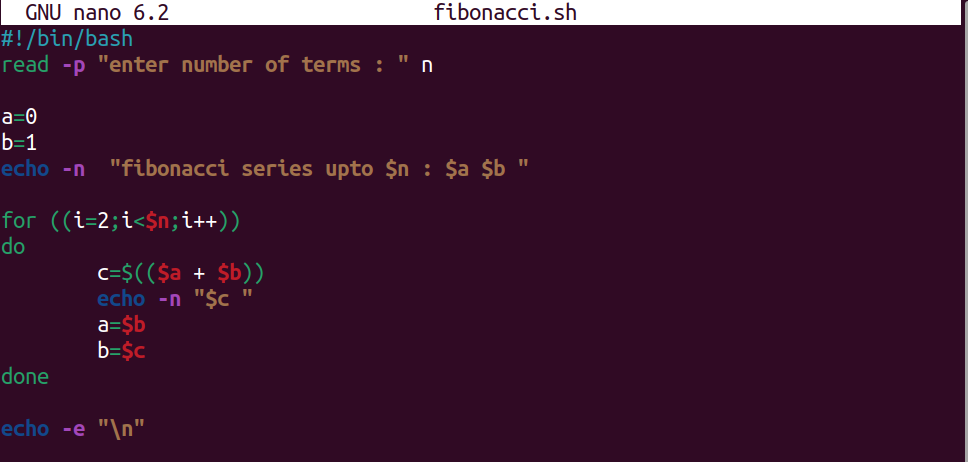 GNU nano 6.2 fibonacci.sh
#!/bin/bash
read -p "enter number of terms : " n
a=0
b=1
echo -n  "fibonacci series upto $n : $a $b "
for ((i=2;i<$n;i++))
do
        c=$(($a + $b))
        echo -n "$c "
        a=$b
        b=$c
done
echo -e "\n"